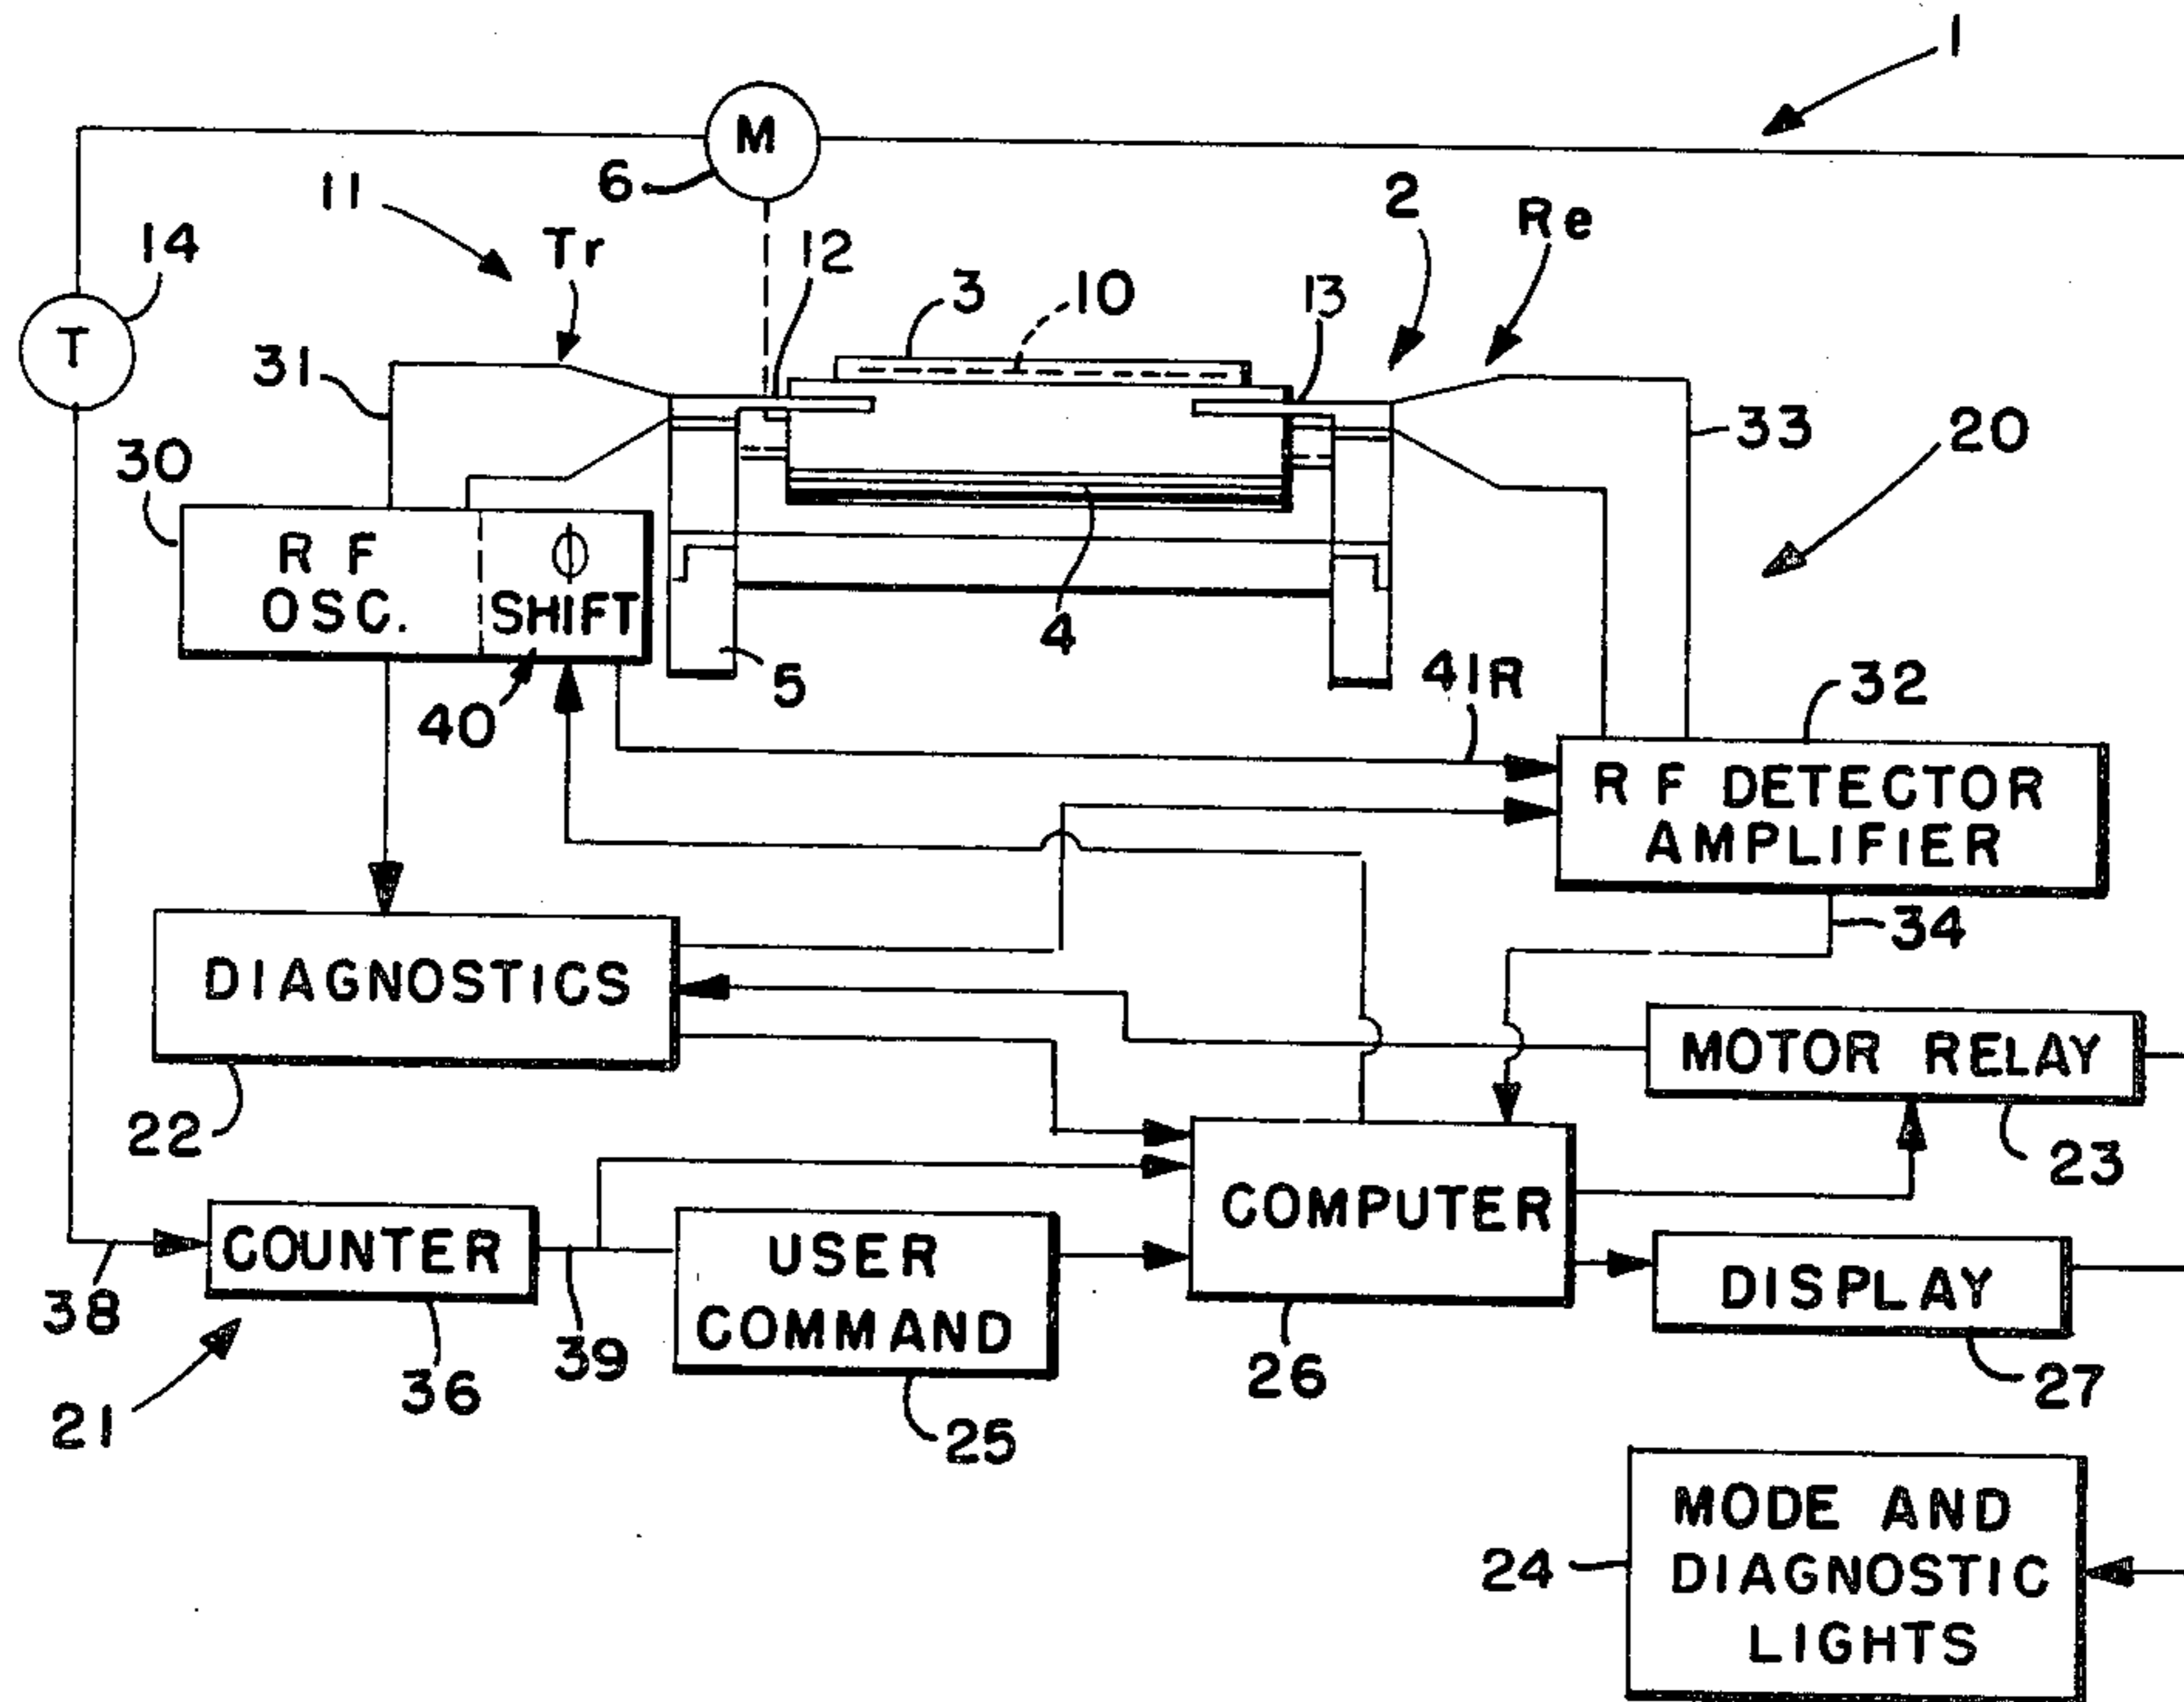 1
M
6
11
14
Tr
12
2
Re
3
10
13
T
31
33
20
30
R F
OSC.
ϕ
SHIFT
4
5
40
41R
32
R F DETECTOR
AMPLIFIER
34
DIAGNOSTICS
22
MOTOR RELAY
23
COMPUTER
26
COUNTER
38
39
36
21
USER
COMMAND
25
DISPLAY
27
MODE AND
DIAGNOSTIC
LIGHTS
24